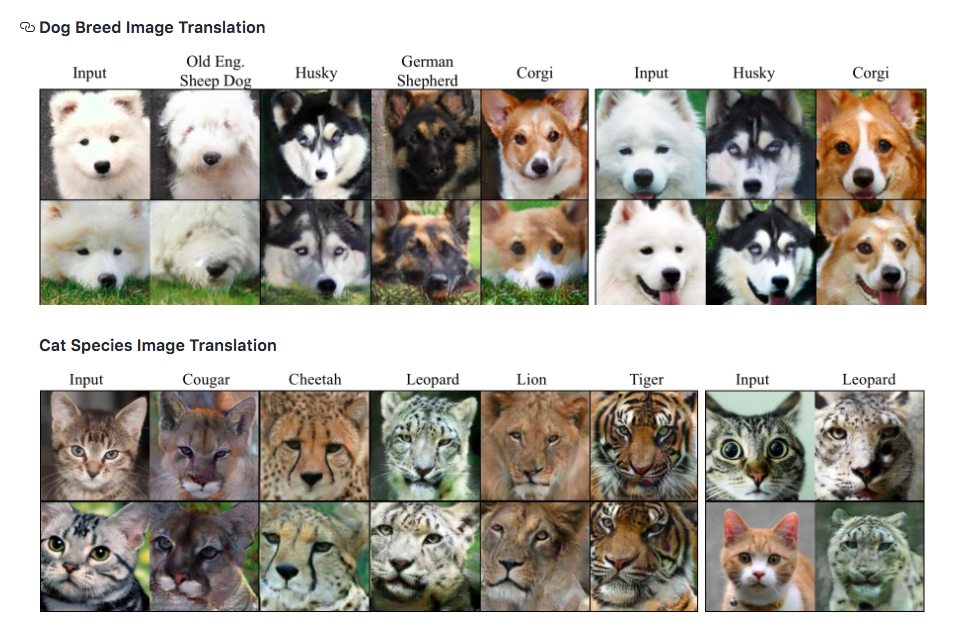 Dog Breed Image Translation
Input
Old Eng.
Sheep Dog
Husky
German
Shepherd
Corgi
Input
Husky
Corgi
Cat Species Image Translation
Input
Cougar
Cheetah
Leopard
Lion
Tiger
Input
Leopard